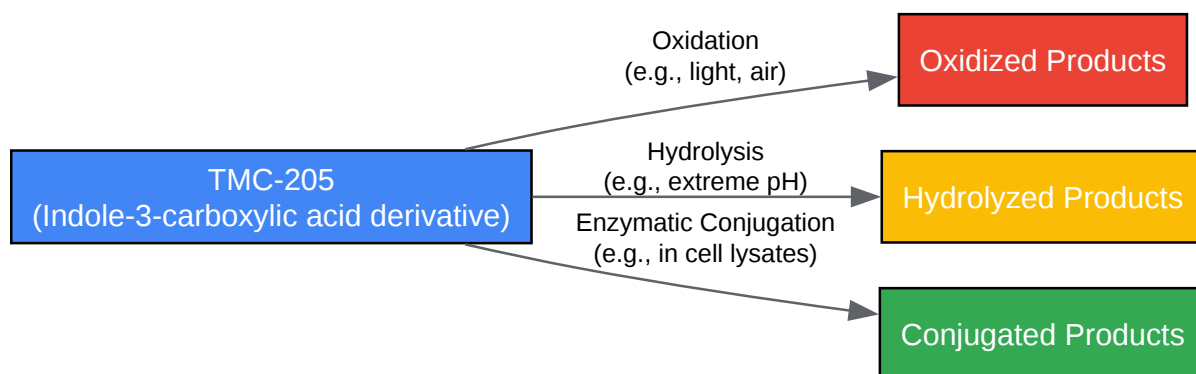 Oxidation
(e.g., light, air)
Oxidized Products
TMC-205
(Indole-3-carboxylic acid derivative)
Hydrolysis
(e.g., extreme pH)
Hydrolyzed Products
Enzymatic Conjugation
(e.g., in cell lysates)
Conjugated Products